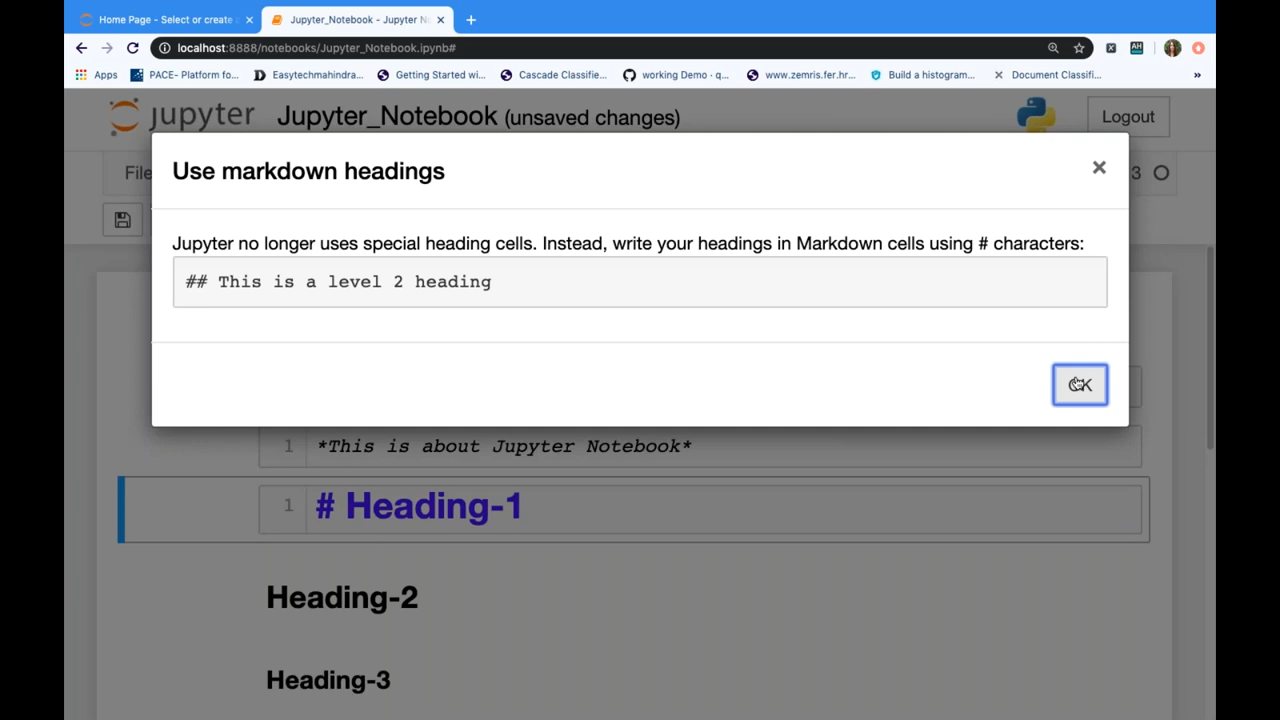 Home Page - Select or create a
Jupyter_Notebook - Jupyter No
localhost:8888/notebooks/Jupyter_Notebook.ipynb#
Apps PACE- Platform fo... Easytechmahindra... Getting Started wi... Cascade Classifie... working Demo · q... www.zemris.fer.hr... Build a histogram... Document Classifi... »
jupyter Jupyter_Notebook (unsaved changes) Logout
Use markdown headings
File 3
Jupyter no longer uses special heading cells. Instead, write your headings in Markdown cells using # characters:
## This is a level 2 heading
OK
1 *This is about Jupyter Notebook*
1 # Heading-1
Heading-2
Heading-3